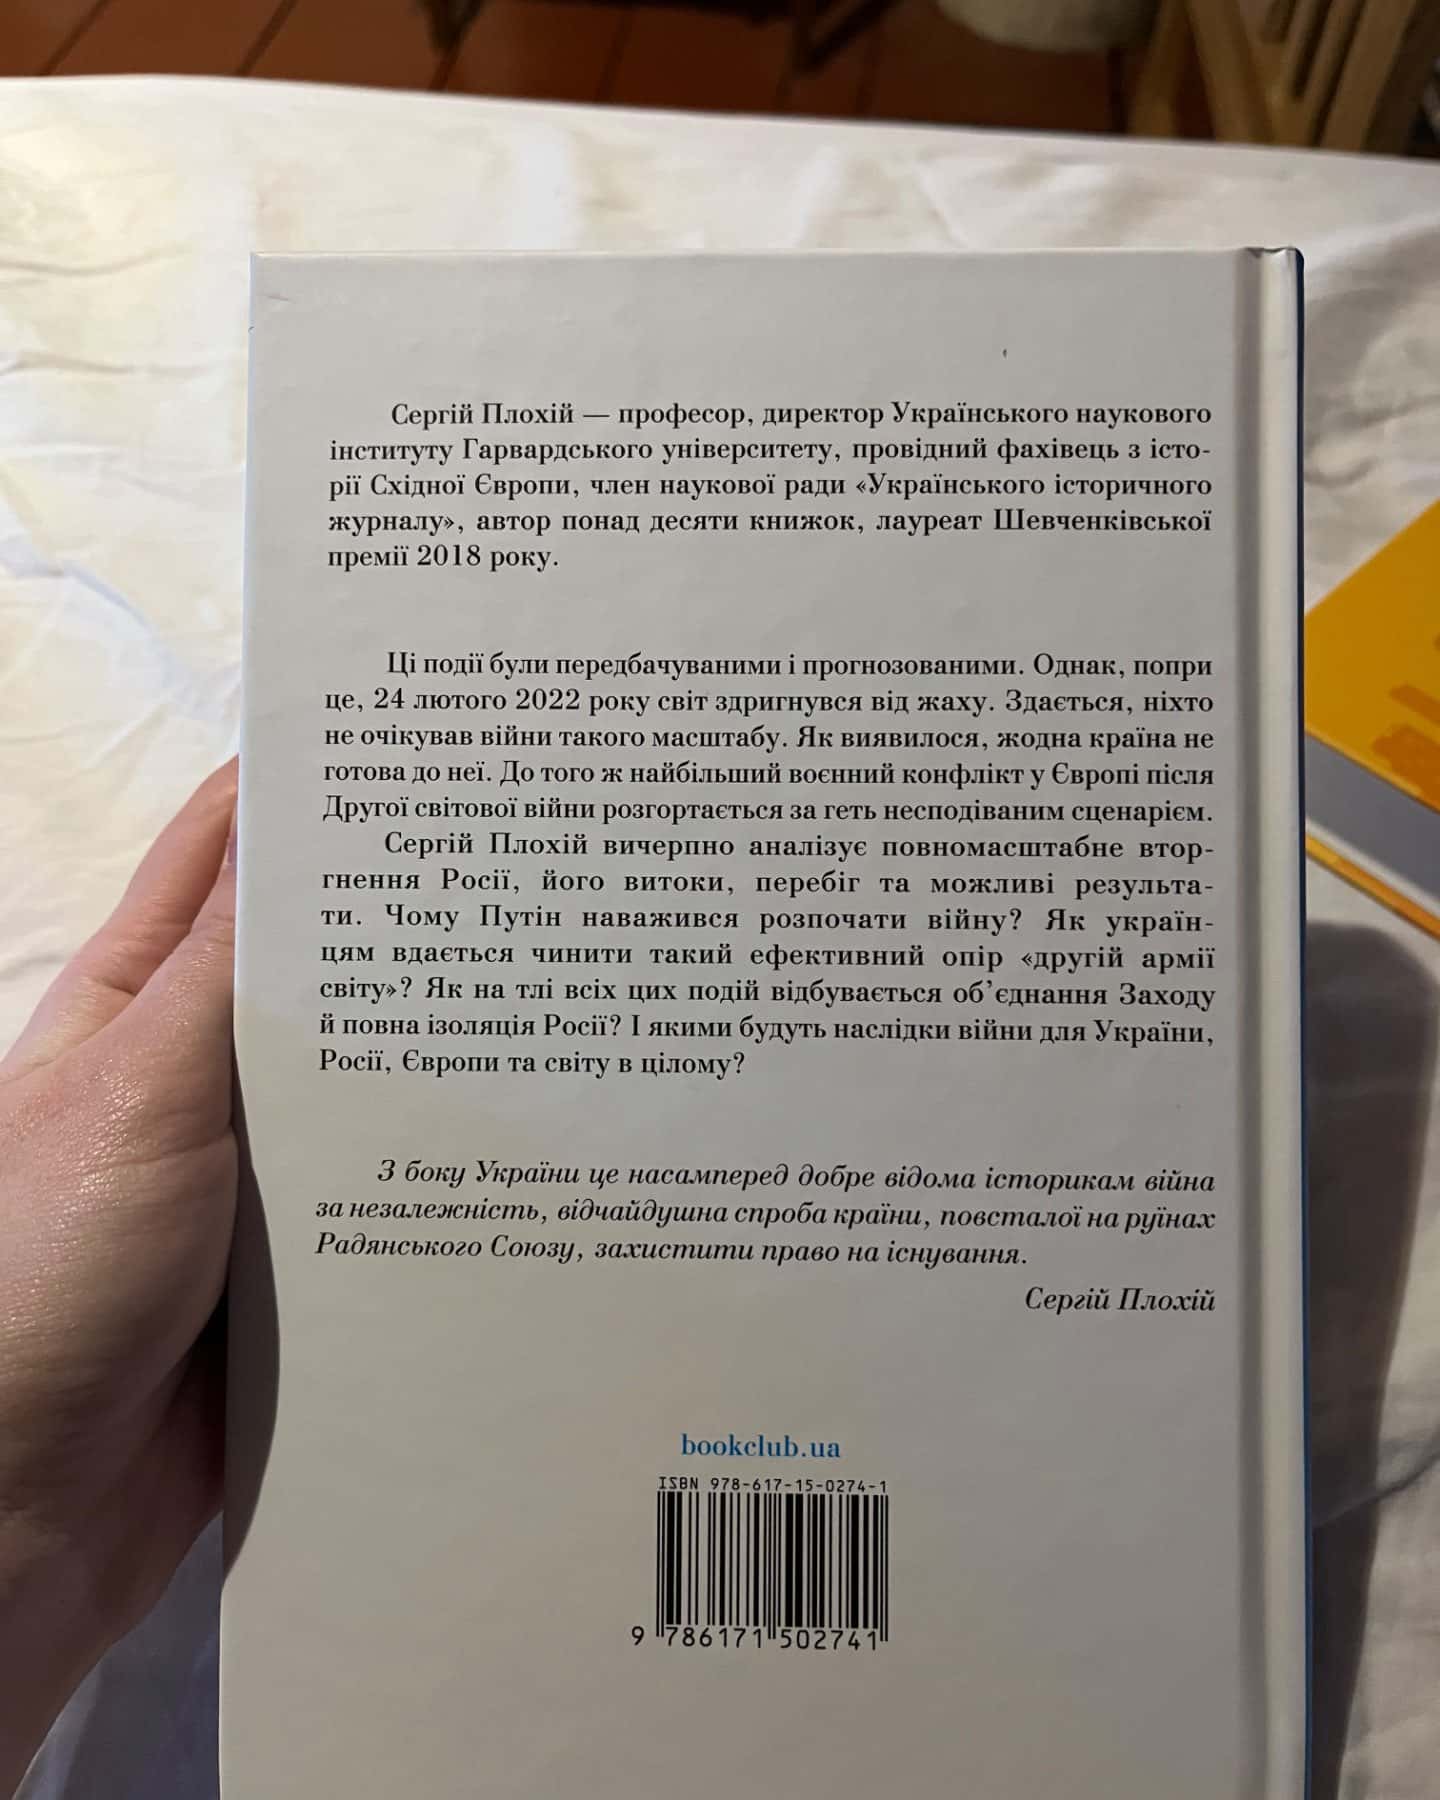 Сергій Плохій — професор, директор Українського наукового
інституту Гарвардського університету, провідний фахівець з істо-
рії Східної Європи, член наукової ради «Українського історичного
журналу», автор понад десяти книжок, лауреат Шевченківської
премії 2018 року.
Ці події були передбачуваними і прогнозованими. Однак, попри
це, 24 лютого 2022 року світ здригнувся від жаху. Здається, ніхто
не очікував війни такого масштабу. Як виявилося, жодна країна не
готова до неї. До того ж найбільший воєнний конфлікт у Європі після
Другої світової війни розгортається за геть несподіваним сценарієм.
Сергій Плохій вичерпно аналізує повномасштабне втор-
гнення Росії, його витоки, перебіг та можливі результа-
ти. Чому Путін наважився розпочати війну? Як україн-
цям вдається чинити такий ефективний опір «другій армії
світу»? Як на тлі всіх цих подій відбувається об’єднання Заходу
й повна ізоляція Росії? І якими будуть наслідки війни для України,
Росії, Європи та світу в цілому?
З боку України це насамперед добре відома історикам війна
за незалежність, відчайдушна спроба країни, повсталої на руїнах
Радянського Союзу, захистити право на існування.
Сергій Плохій
bookclub.ua
ISBN 978-617-15-0274-1
9 786171 502741